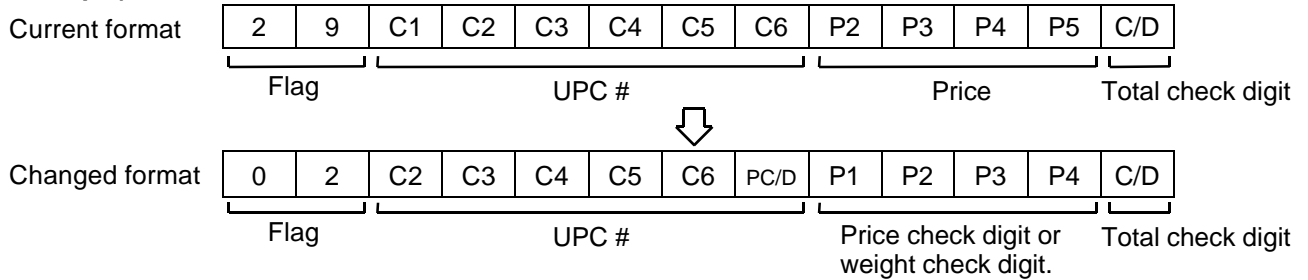 Current format 2 9 C1 C2 C3 C4 C5 C6 P2 P3 P4 P5 C/D
Flag UPC # Price Total check digit
Changed format 0 2 C2 C3 C4 C5 C6 PC/D P1 P2 P3 P4 C/D
Flag UPC # Price check digit or Total check digit
weight check digit.